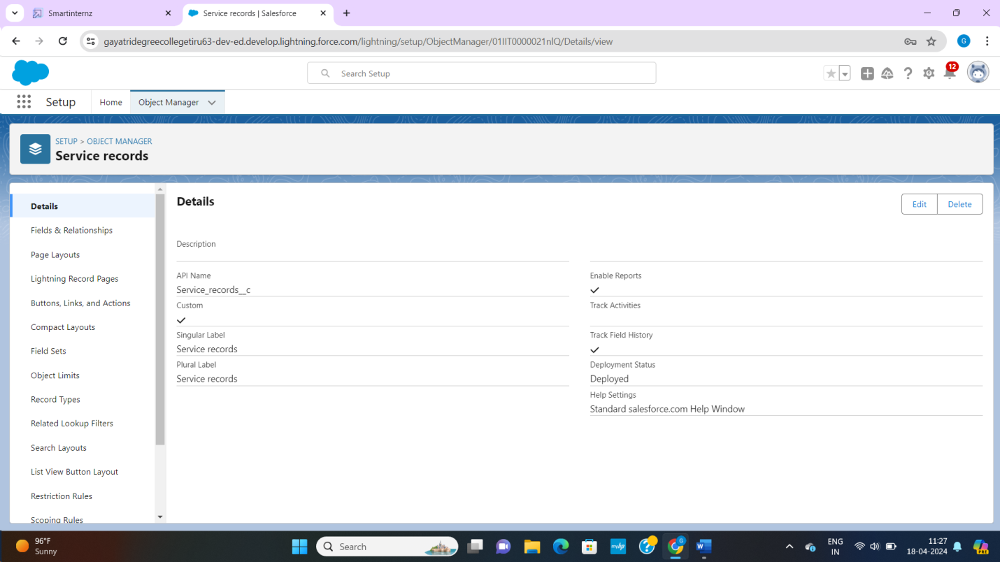 Smartinternz
Service records | Salesforce
gayatridegreecollegetiru63-dev-ed.develop.lightning.force.com/lightning/setup/ObjectManager/01IIT0000021nlQ/Details/view
G
Search Setup
12
Setup
Home
Object Manager
SETUP > OBJECT MANAGER
Service records
Details
Fields & Relationships
Page Layouts
Lightning Record Pages
Buttons, Links, and Actions
Compact Layouts
Field Sets
Object Limits
Record Types
Related Lookup Filters
Search Layouts
List View Button Layout
Restriction Rules
Scoping Rules
Details
Edit
Delete
Description
API Name
Service_records__c
Custom
Singular Label
Service records
Plural Label
Service records
Enable Reports
Track Activities
Track Field History
Deployment Status
Deployed
Help Settings
Standard salesforce.com Help Window
96°F
Sunny
Search
myhp
G
W
ENG
IN
11:27
18-04-2024
PRE